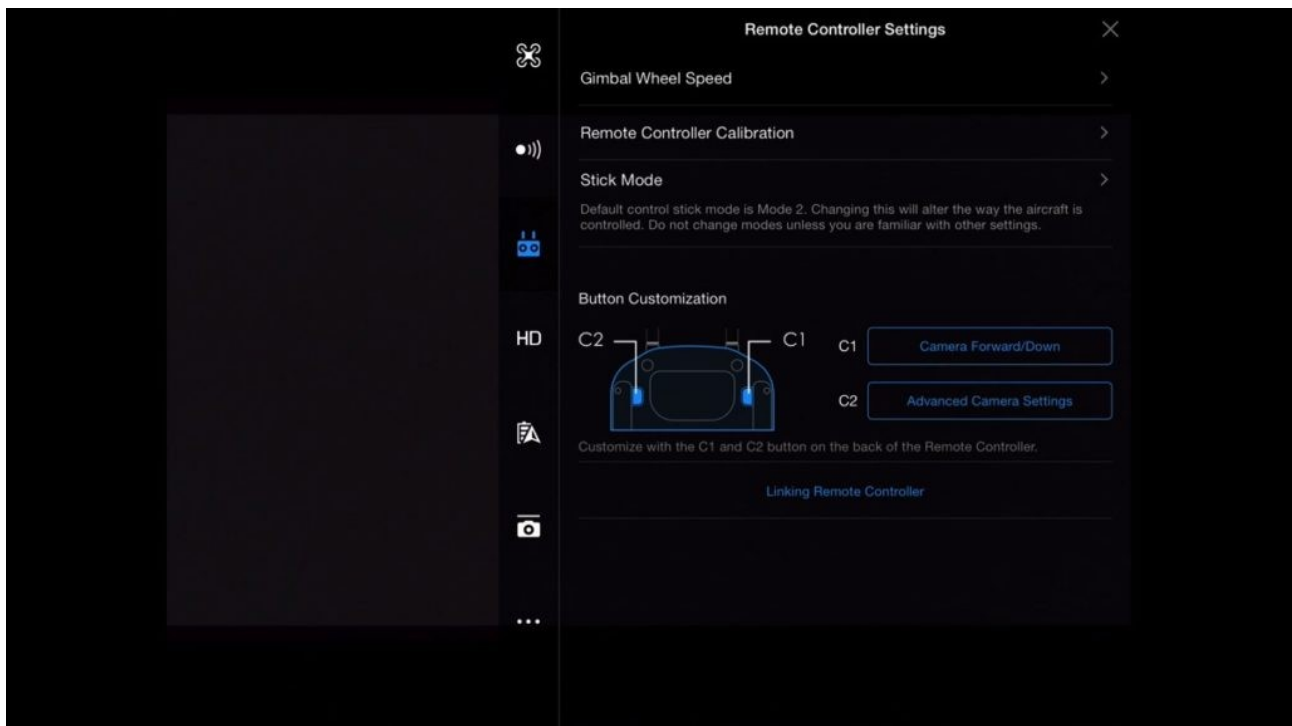 Remote Controller Settings
Gimbal Wheel Speed
Remote Controller Calibration
Stick Mode
Default control stick mode is Mode 2. Changing this will alter the way the aircraft is
controlled. Do not change modes unless you are familiar with other settings.
HD
Button Customization
C2
C1
C1
Camera Forward/Down
C2
Advanced Camera Settings
Customize with the C1 and C2 button on the back of the Remote Controller.
Linking Remote Controller